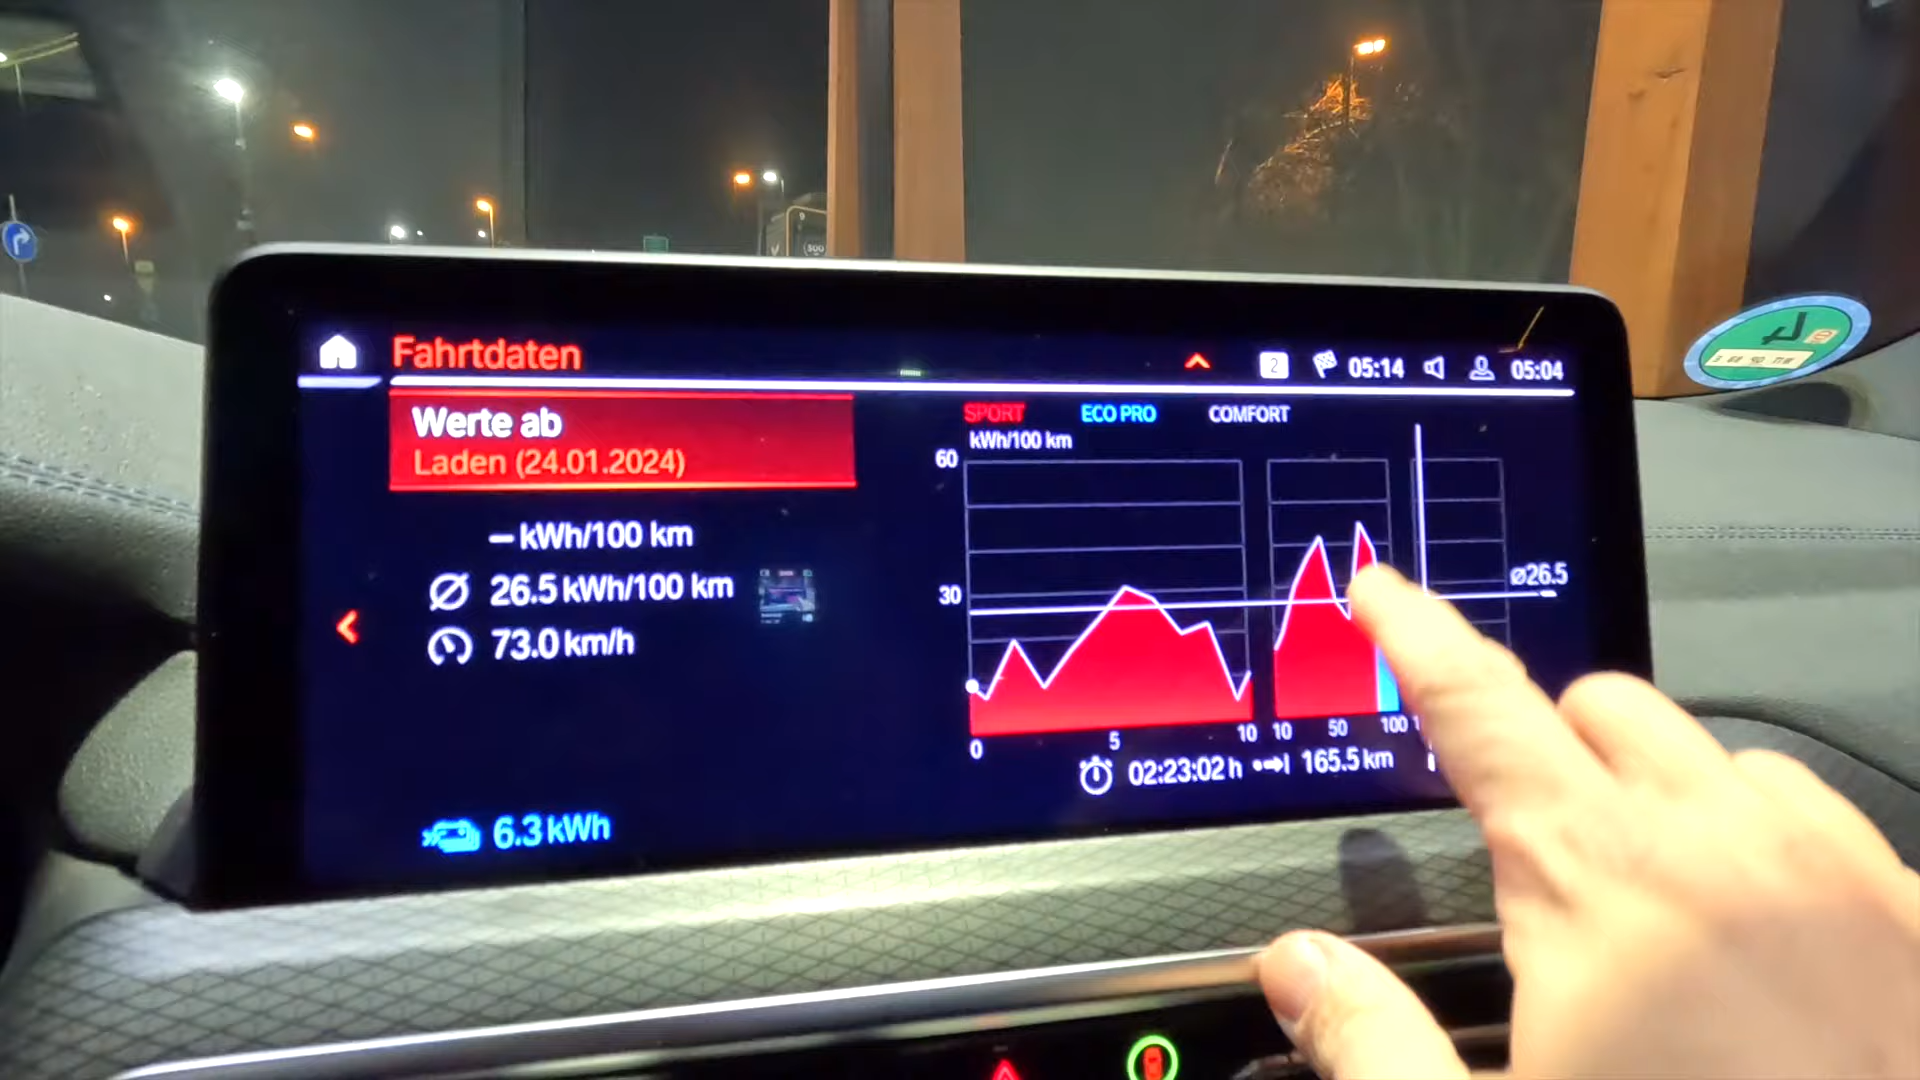 Fahrtdaten
2 05:14 05:04
Werte ab
Laden (24.01.2024)
– kWh/100 km
Ø 26.5 kWh/100 km
73.0 km/h
6.3 kWh
SPORT ECO PRO COMFORT
kWh/100 km
60
30
ø26.5
0 5 10 10 50 100
02:23:02 h 165.5 km